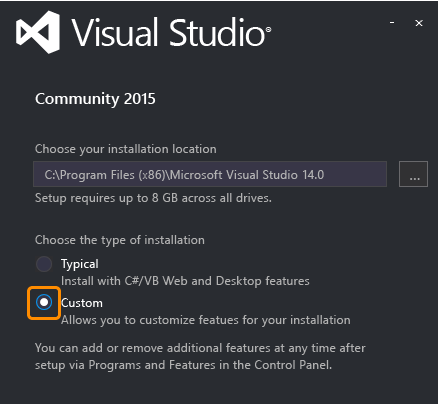 Visual Studio®
Community 2015
Choose your installation location
C:\Program Files (x86)\Microsoft Visual Studio 14.0
...
Setup requires up to 8 GB across all drives.
Choose the type of installation
Typical
Install with C#/VB Web and Desktop features
Custom
Allows you to customize featues for your installation
You can add or remove additional features at any time after
setup via Programs and Features in the Control Panel.